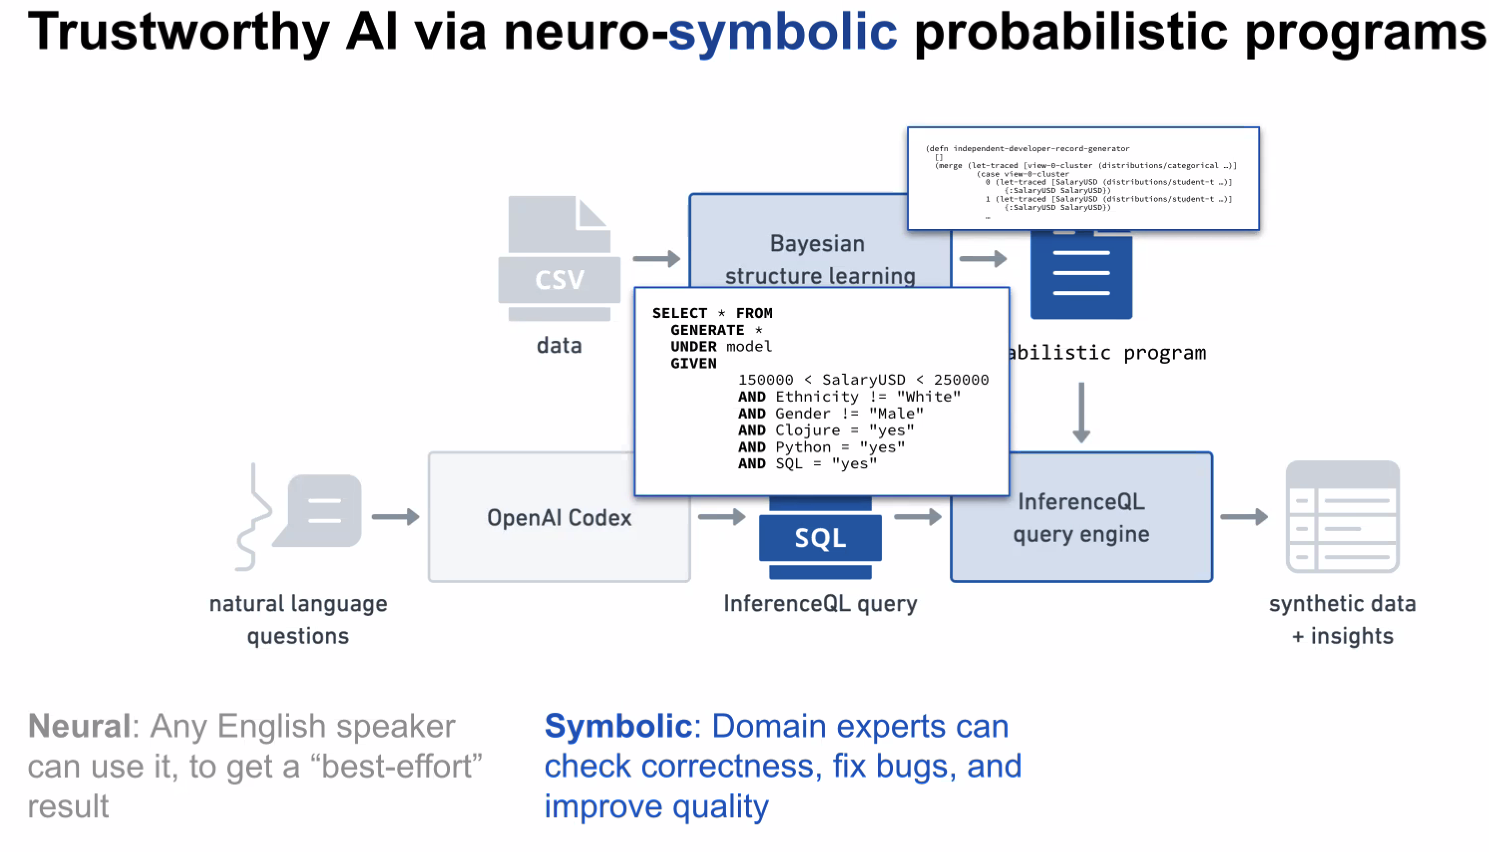 Trustworthy AI via neuro-symbolic probabilistic programs
(defn independent-developer-record-generator
[]
(merge (let-traced [view-0-cluster (distributions/categorical …)]
(case view-0-cluster
0 (let-traced [SalaryUSD (distributions/student-t …)]
{:SalaryUSD SalaryUSD})
1 (let-traced [SalaryUSD (distributions/student-t …)]
{:SalaryUSD SalaryUSD})
…
CSV
data
Bayesian
structure learning
abilistic program
SELECT * FROM
GENERATE *
UNDER model
GIVEN
150000 < SalaryUSD < 250000
AND Ethnicity != "White"
AND Gender != "Male"
AND Clojure = "yes"
AND Python = "yes"
AND SQL = "yes"
natural language
questions
OpenAI Codex
SQL
InferenceQL query
InferenceQL
query engine
synthetic data
+ insights
Neural: Any English speaker
can use it, to get a “best-effort”
result
Symbolic: Domain experts can
check correctness, fix bugs, and
improve quality